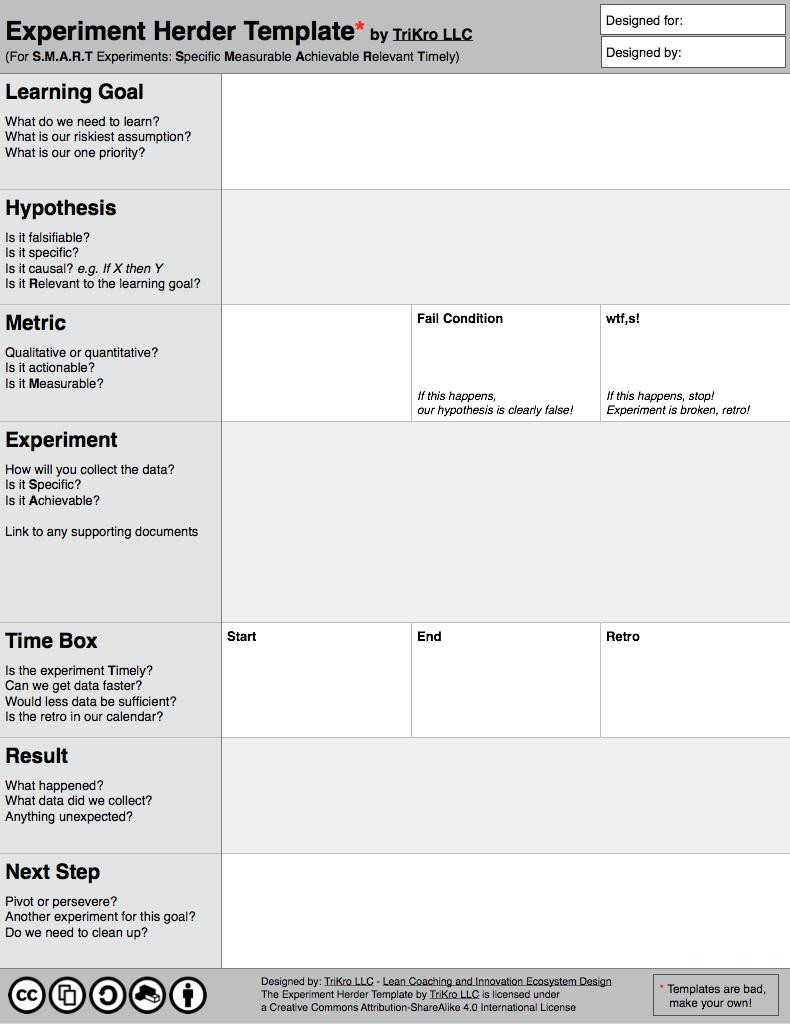 Experiment Herder Template* by TriKro LLC
(For S.M.A.R.T Experiments: Specific Measurable Achievable Relevant Timely)
Designed for:
Designed by:
Learning Goal
What do we need to learn?
What is our riskiest assumption?
What is our one priority?
Hypothesis
Is it falsifiable?
Is it specific?
Is it causal? e.g. If X then Y
Is it Relevant to the learning goal?
Metric
Qualitative or quantitative?
Is it actionable?
Is it Measurable?
Fail Condition
If this happens,
our hypothesis is clearly false!
wtf,s!
If this happens, stop!
Experiment is broken, retro!
Experiment
How will you collect the data?
Is it Specific?
Is it Achievable?
Link to any supporting documents
Time Box
Is the experiment Timely?
Can we get data faster?
Would less data be sufficient?
Is the retro in our calendar?
Start
End
Retro
Result
What happened?
What data did we collect?
Anything unexpected?
Next Step
Pivot or persevere?
Another experiment for this goal?
Do we need to clean up?
cc
Designed by: TriKro LLC - Lean Coaching and Innovation Ecosystem Design
The Experiment Herder Template by TriKro LLC is licensed under
a Creative Commons Attribution-ShareAlike 4.0 International License
* Templates are bad,
make your own!